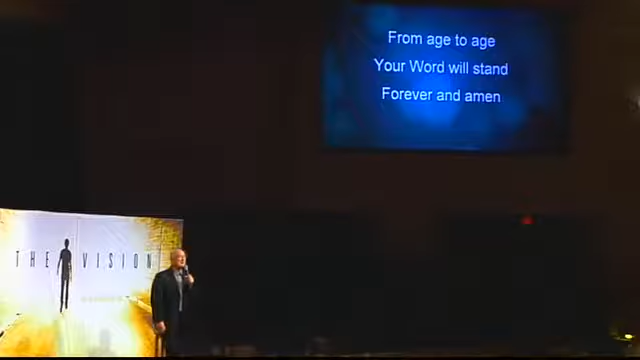 From age to age
Your Word will stand
Forever and amen
THE VISION